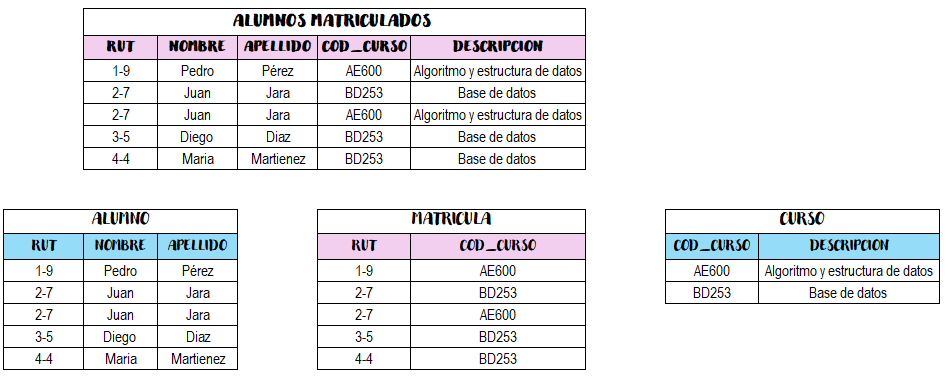 ALUMNOS MATRICULADOS
RUT NOMBRE APELLIDO COD_CURSO DESCRIPCION
1-9 Pedro Pérez AE600 Algoritmo y estructura de datos
2-7 Juan Jara BD253 Base de datos
2-7 Juan Jara AE600 Algoritmo y estructura de datos
3-5 Diego Diaz BD253 Base de datos
4-4 Maria Martienez BD253 Base de datos
ALUMNO
RUT NOMBRE APELLIDO
1-9 Pedro Pérez
2-7 Juan Jara
2-7 Juan Jara
3-5 Diego Diaz
4-4 Maria Martienez
MATRICULA
RUT COD_CURSO
1-9 AE600
2-7 BD253
2-7 AE600
3-5 BD253
4-4 BD253
CURSO
COD_CURSO DESCRIPCION
AE600 Algoritmo y estructura de datos
BD253 Base de datos